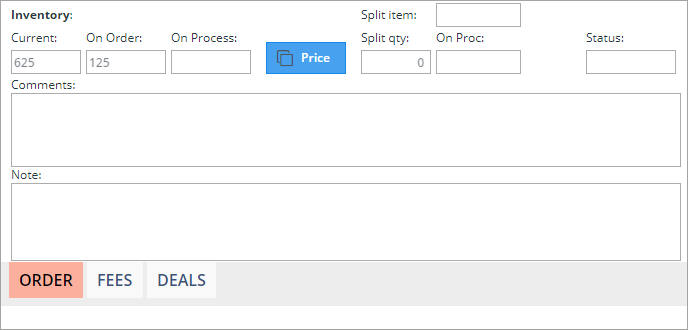 Inventory: Split item:
Current: On Order: On Process: Split qty: On Proc: Status:
625 125 Price 0
Comments:
Note:
ORDER FEES DEALS